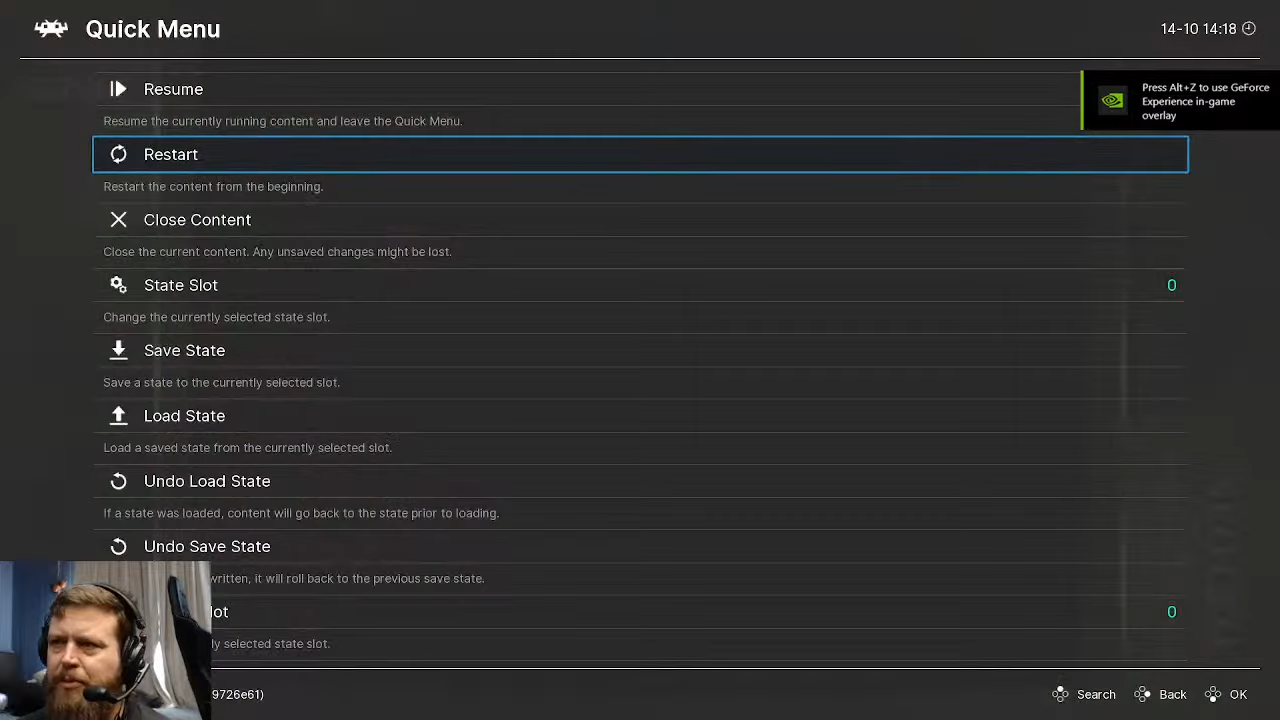 Quick Menu
14-10 14:18
Resume
Resume the currently running content and leave the Quick Menu.
Press Alt+Z to use GeForce
Experience in-game
overlay
Restart
Restart the content from the beginning.
Close Content
Close the current content. Any unsaved changes might be lost.
State Slot
0
Change the currently selected state slot.
Save State
Save a state to the currently selected slot.
Load State
Load a saved state from the currently selected slot.
Undo Load State
If a state was loaded, content will go back to the state prior to loading.
Undo Save State
written, it will roll back to the previous save state.
lot
0
ly selected state slot.
9726e61)
Search
Back
OK